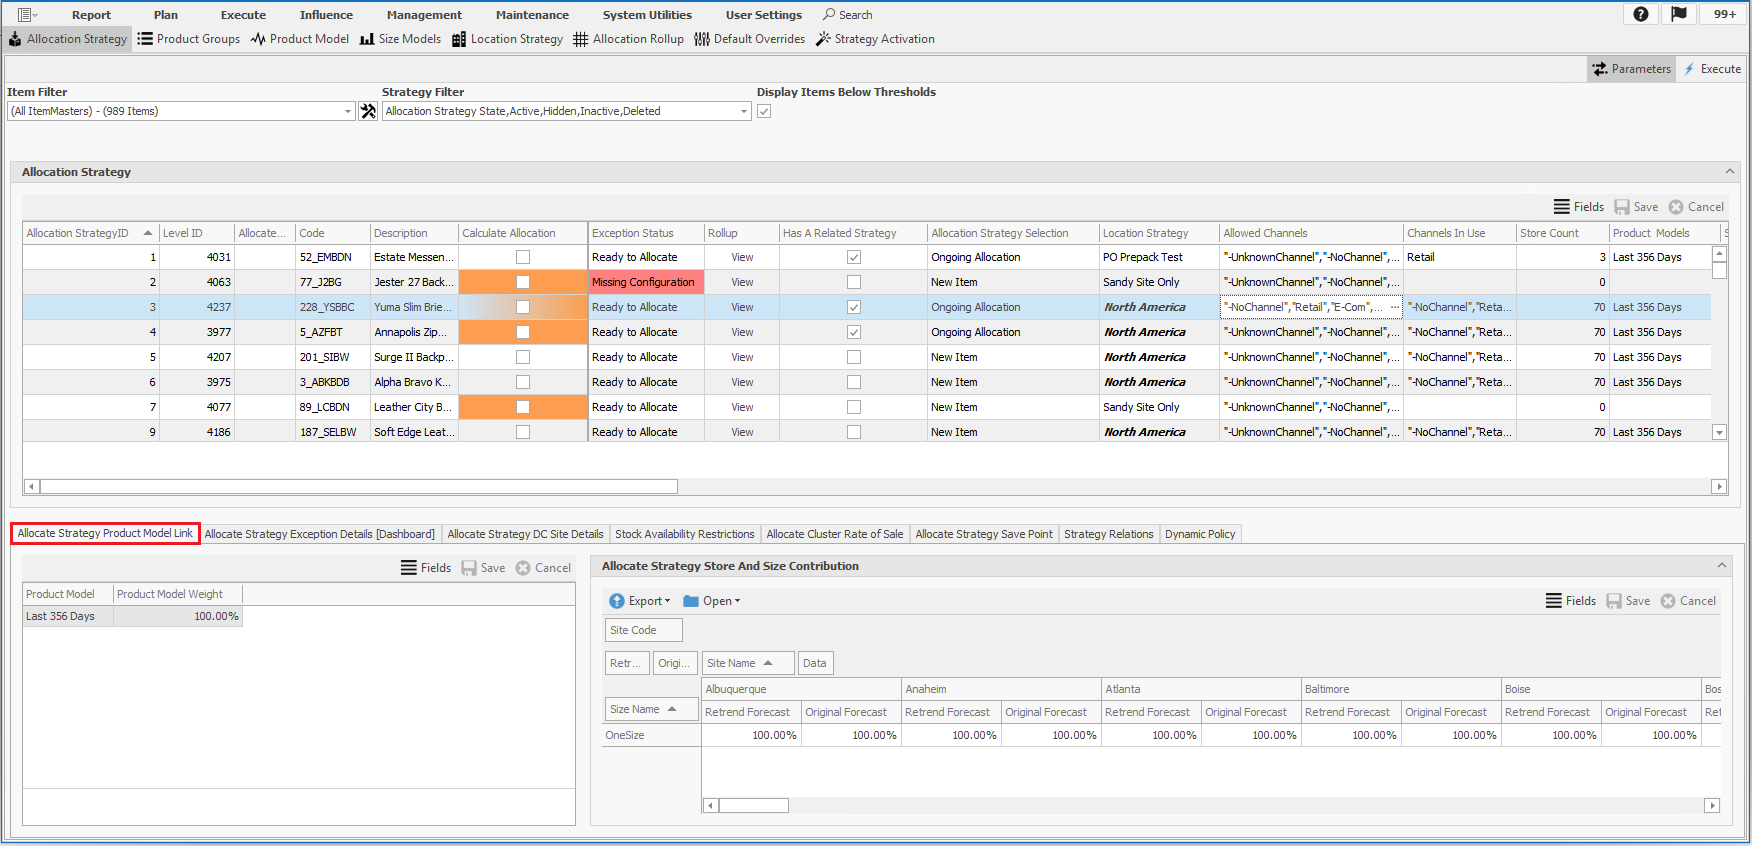 Report Plan Execute Influence Management Maintenance System Utilities User Settings Search 99+
Allocation Strategy Product Groups Product Model Size Models Location Strategy Allocation Rollup Default Overrides Strategy Activation
Parameters Execute
Item Filter Strategy Filter Display Items Below Thresholds
(All ItemMasters) - (989 Items) Allocation Strategy State,Active,Hidden,Inactive,Deleted
Allocation Strategy
Fields Save Cancel
Allocation StrategyID Level ID Allocate... Code Description Calculate Allocation Exception Status Rollup Has A Related Strategy Allocation Strategy Selection Location Strategy Allowed Channels Channels In Use Store Count Product Models S
1 4031 52_EMBDN Estate Messen... Ready to Allocate View Ongoing Allocation PO Prepack Test "-UnknownChannel","-NoChannel",... Retail 3 Last 356 Days
2 4063 77_J2BG Jester 27 Back... Missing Configuration View New Item Sandy Site Only "-UnknownChannel","-NoChannel",... 0
3 4237 228_YSBBC Yuma Slim Brie... Ready to Allocate View Ongoing Allocation North America "-NoChannel","Retail","E-Com",... ... "-NoChannel","Reta... 70 Last 356 Days
4 3977 5_AZFBT Annapolis Zip... Ready to Allocate View Ongoing Allocation North America "-UnknownChannel","-NoChannel",... "-NoChannel","Reta... 70 Last 356 Days
5 4207 201_SIBW Surge II Backp... Ready to Allocate View New Item North America "-UnknownChannel","-NoChannel",... "-NoChannel","Reta... 70 Last 356 Days
6 3975 3_ABKBDB Alpha Bravo K... Ready to Allocate View New Item North America "-UnknownChannel","-NoChannel",... "-NoChannel","Reta... 70 Last 356 Days
7 4077 89_LCBDN Leather City B... Ready to Allocate View New Item Sandy Site Only "-UnknownChannel","-NoChannel",... 0
9 4186 187_SELBW Soft Edge Leat... Ready to Allocate View New Item North America "-UnknownChannel","-NoChannel",... "-NoChannel","Reta... 70 Last 356 Days
Allocate Strategy Product Model Link Allocate Strategy Exception Details [Dashboard] Allocate Strategy DC Site Details Stock Availability Restrictions Allocate Cluster Rate of Sale Allocate Strategy Save Point Strategy Relations Dynamic Policy
Fields Save Cancel
Product Model Product Model Weight
Last 356 Days 100.00%
Allocate Strategy Store And Size Contribution
Export Open Fields Save Cancel
Site Code
Retr... Origi... Site Name Data
Albuquerque Anaheim Atlanta Baltimore Boise Bos
Size Name Retrend Forecast Original Forecast Retrend Forecast Original Forecast Retrend Forecast Original Forecast Retrend Forecast Original Forecast Retrend Forecast Original Forecast Ret
OneSize 100.00% 100.00% 100.00% 100.00% 100.00% 100.00% 100.00% 100.00% 100.00% 100.00%